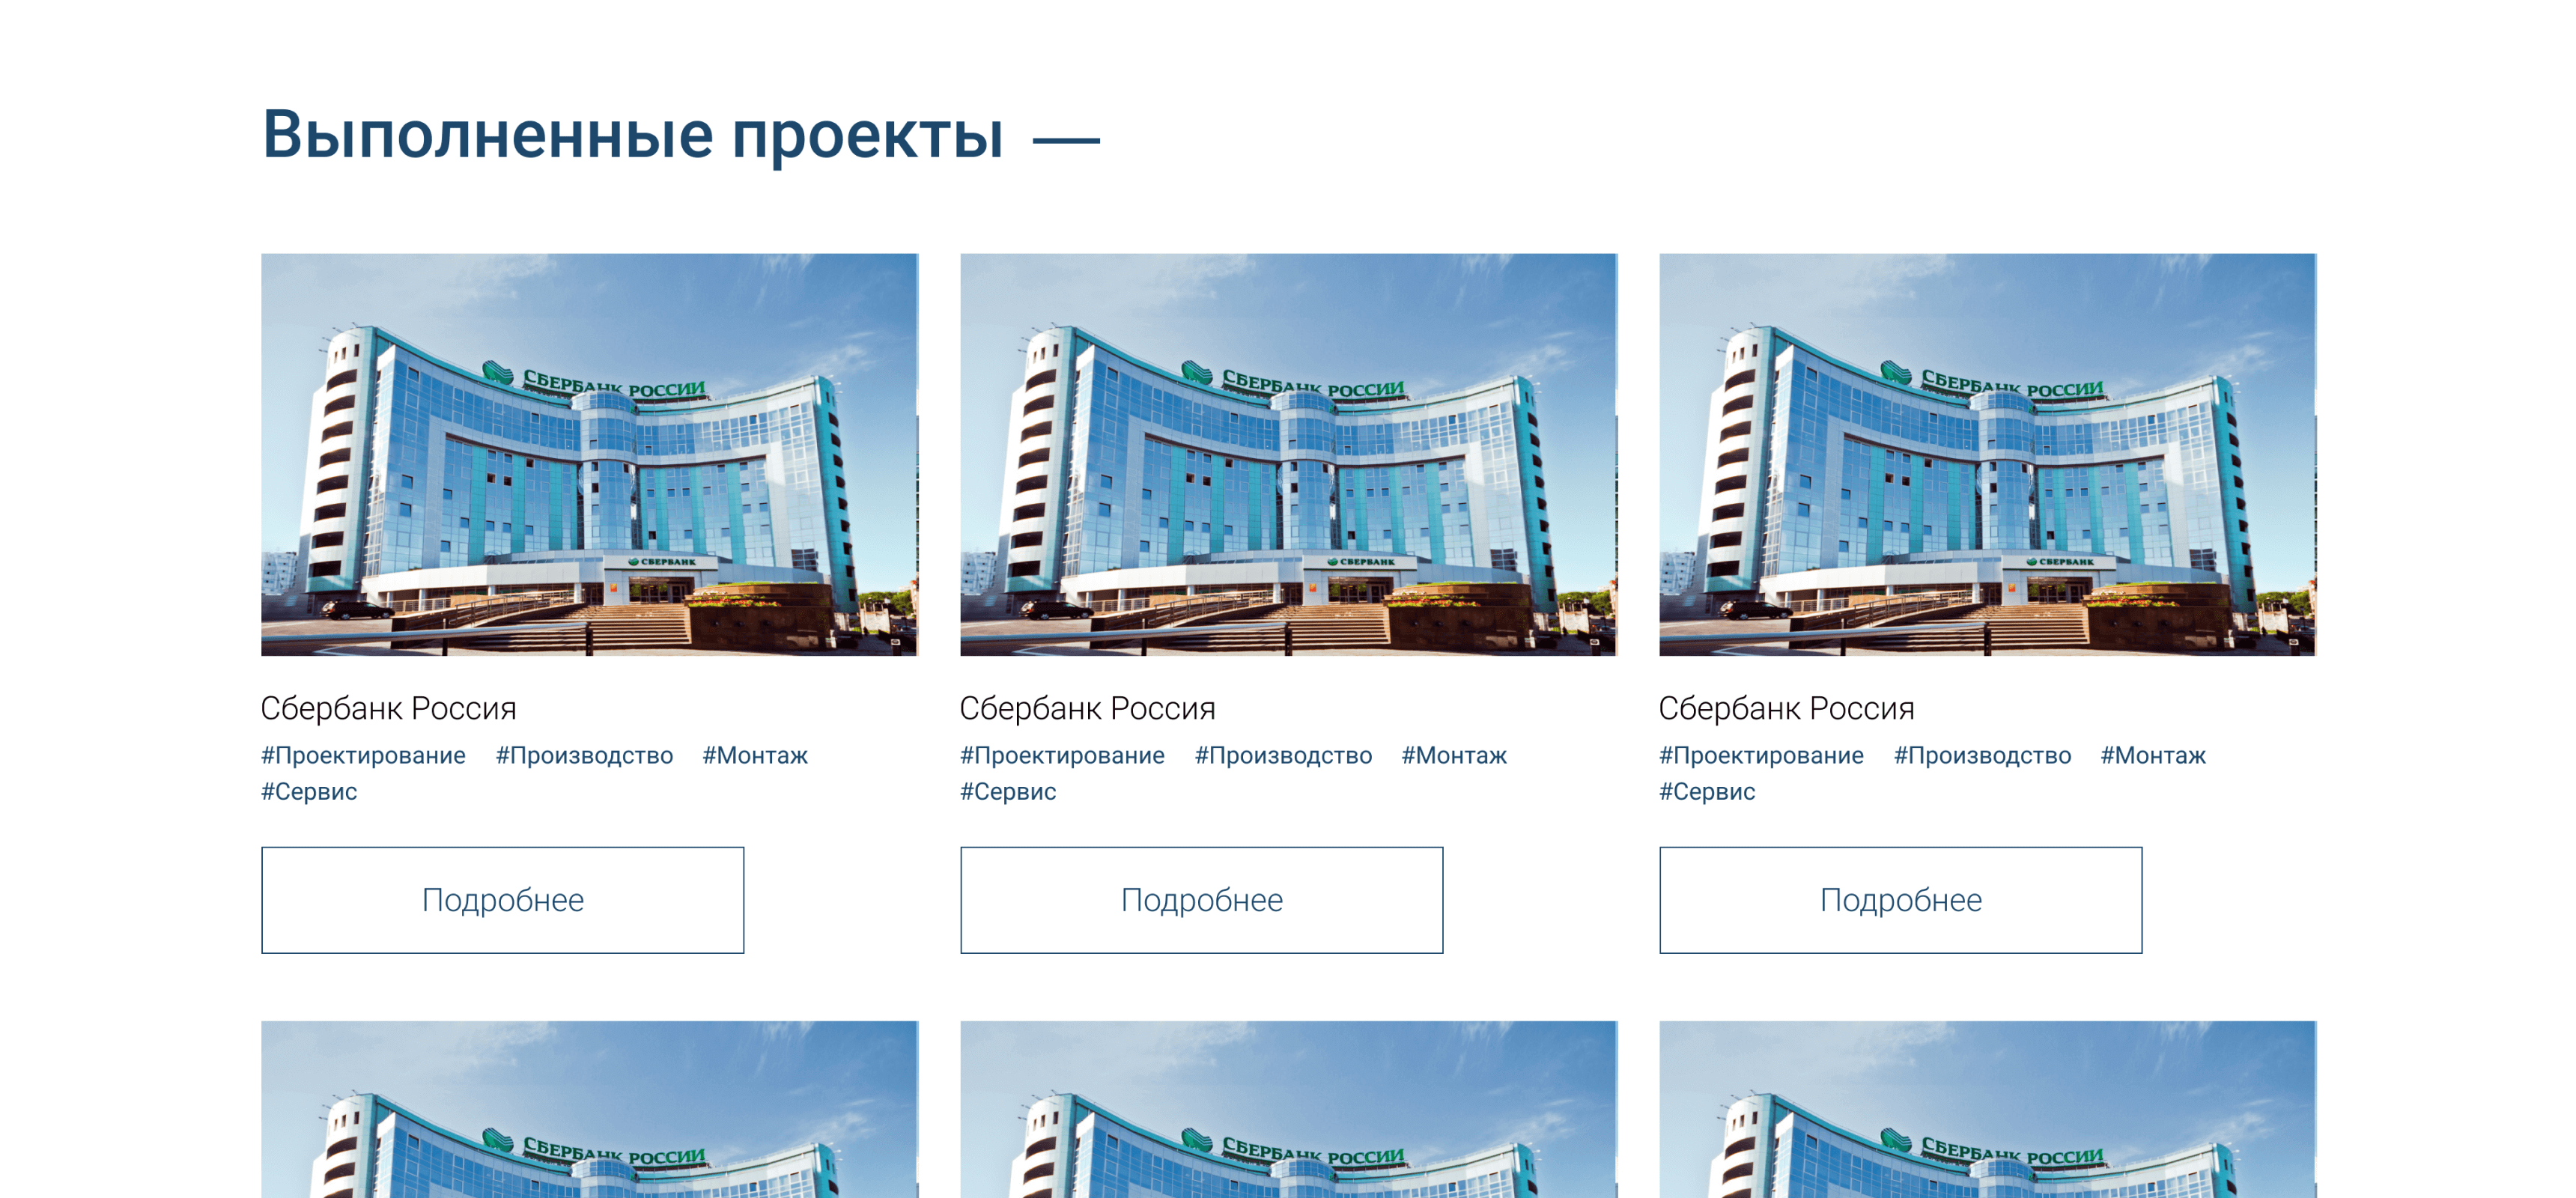 Выполненные проекты —
СБЕРБАНК РОССИИ
СБЕРБАНК
СБЕРБАНК РОССИИ
СБЕРБАНК
СБЕРБАНК РОССИИ
СБЕРБАНК
Сбербанк Россия
#Проектирование #Производство #Монтаж
#Сервис
Подробнее
Сбербанк Россия
#Проектирование #Производство #Монтаж
#Сервис
Подробнее
Сбербанк Россия
#Проектирование #Производство #Монтаж
#Сервис
Подробнее
СБЕРБАНК РОССИИ
СБЕРБАНК РОССИИ
СБЕРБАНК РОССИИ